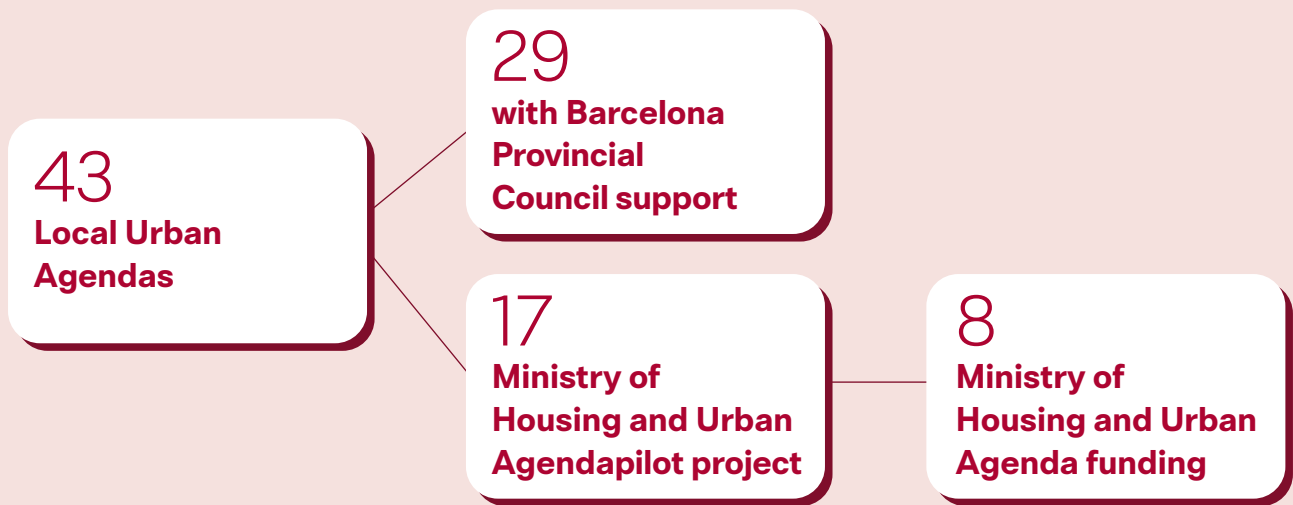 43
Local Urban
Agendas
29
with Barcelona
Provincial
Council support
17
Ministry of
Housing and Urban
Agendapilot project
8
Ministry of
Housing and Urban
Agenda funding